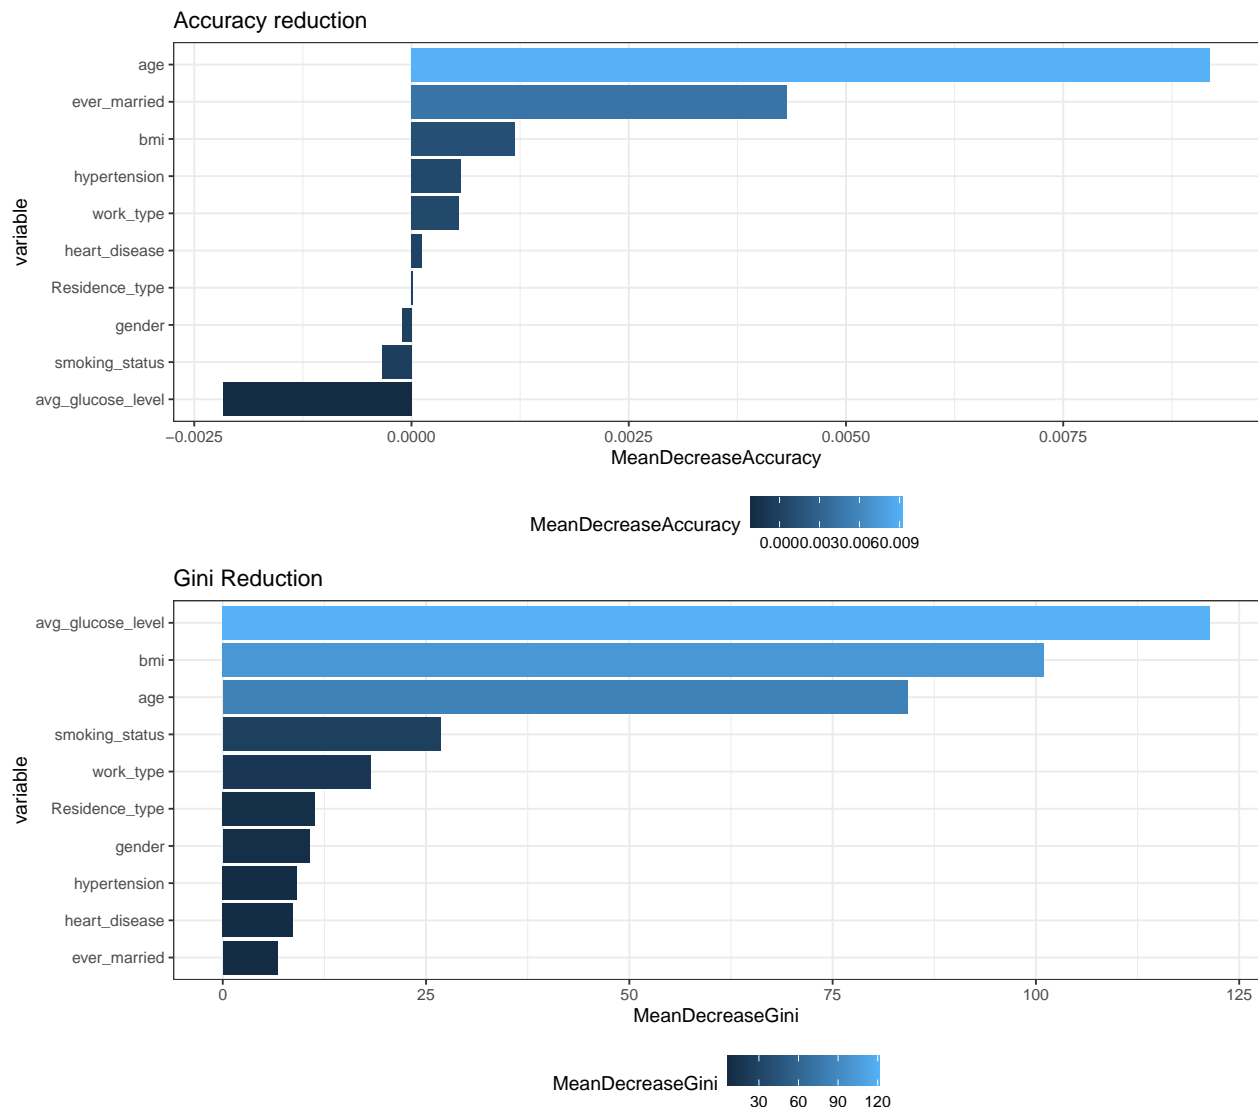 Accuracy reduction
age
ever_married
bmi
hypertension
work_type
heart_disease
Residence_type
gender
smoking_status
avg_glucose_level
variable
−0.0025 0.0000 0.0025 0.0050 0.0075
MeanDecreaseAccuracy
MeanDecreaseAccuracy
0.0000.0030.0060.009
Gini Reduction
avg_glucose_level
bmi
age
smoking_status
work_type
Residence_type
gender
hypertension
heart_disease
ever_married
variable
0 25 50 75 100 125
MeanDecreaseGini
MeanDecreaseGini
30 60 90 120